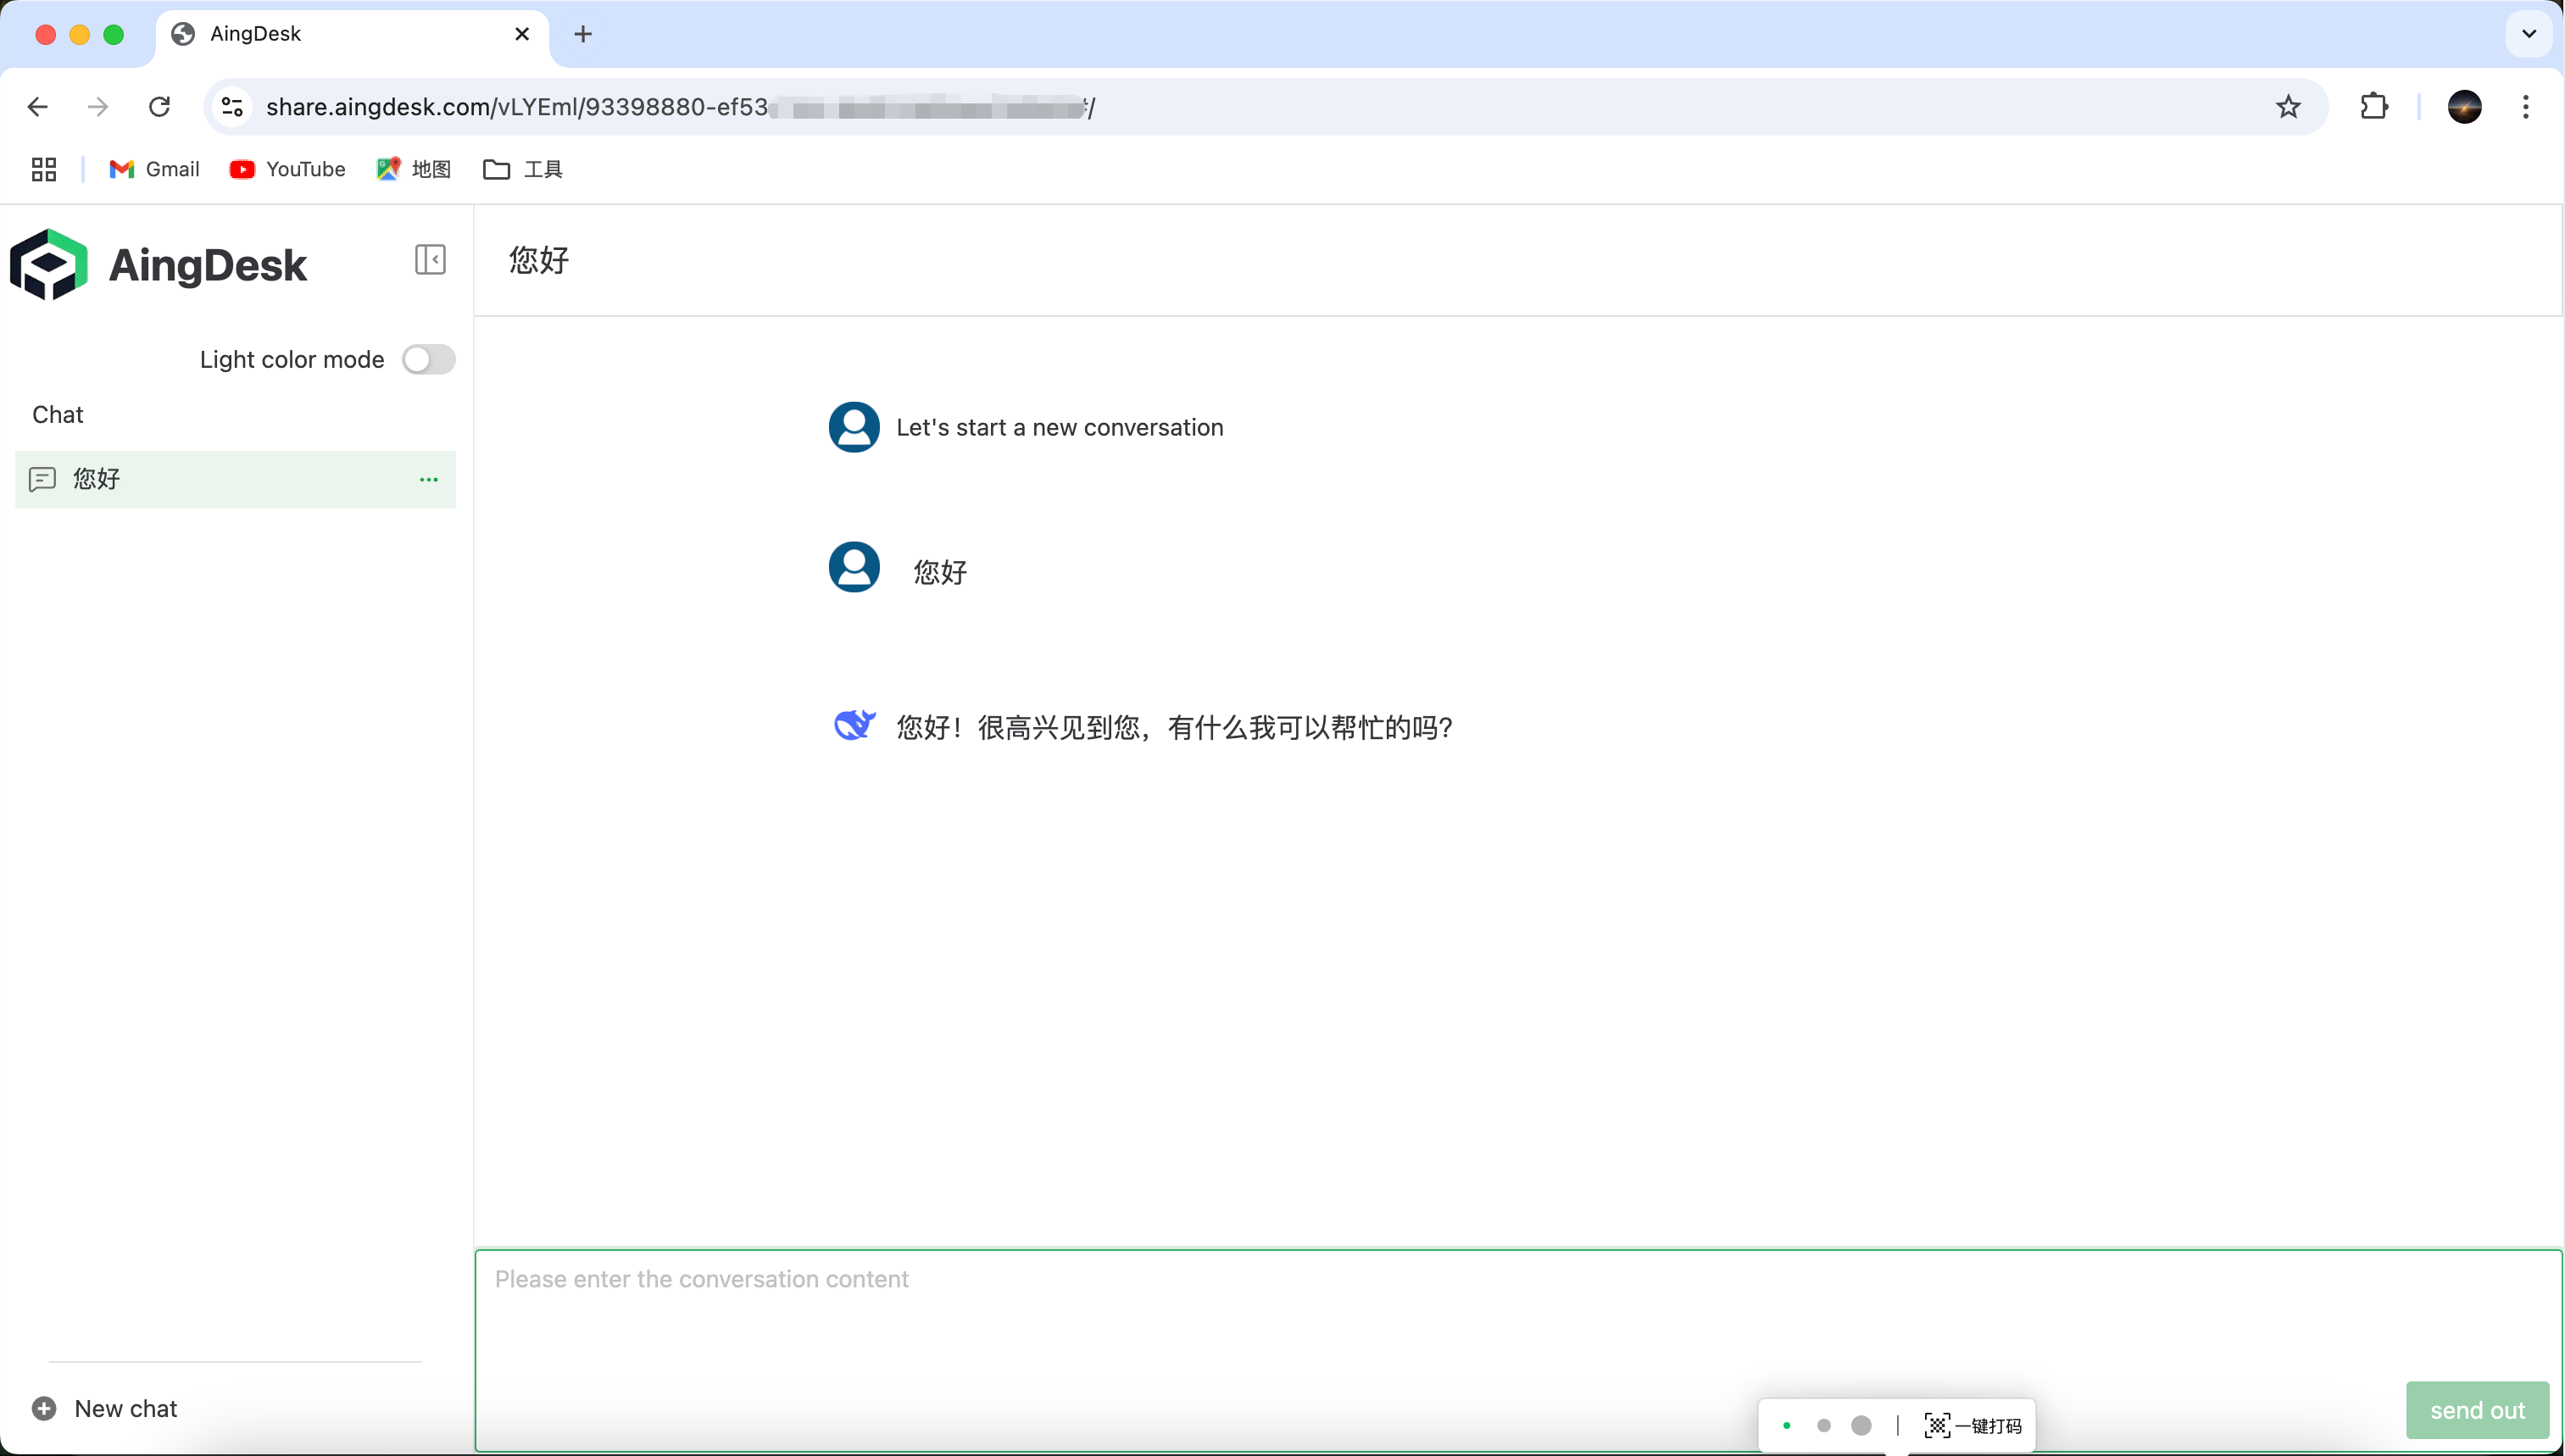 AingDesk
share.aingdesk.com/vLYEml/93398880-ef53
Gmail YouTube 地图 工具
AingDesk
Light color mode
Chat
您好
您好
Let's start a new conversation
您好
您好！很高兴见到您，有什么我可以帮忙的吗？
Please enter the conversation content
New chat
一键打码
send out